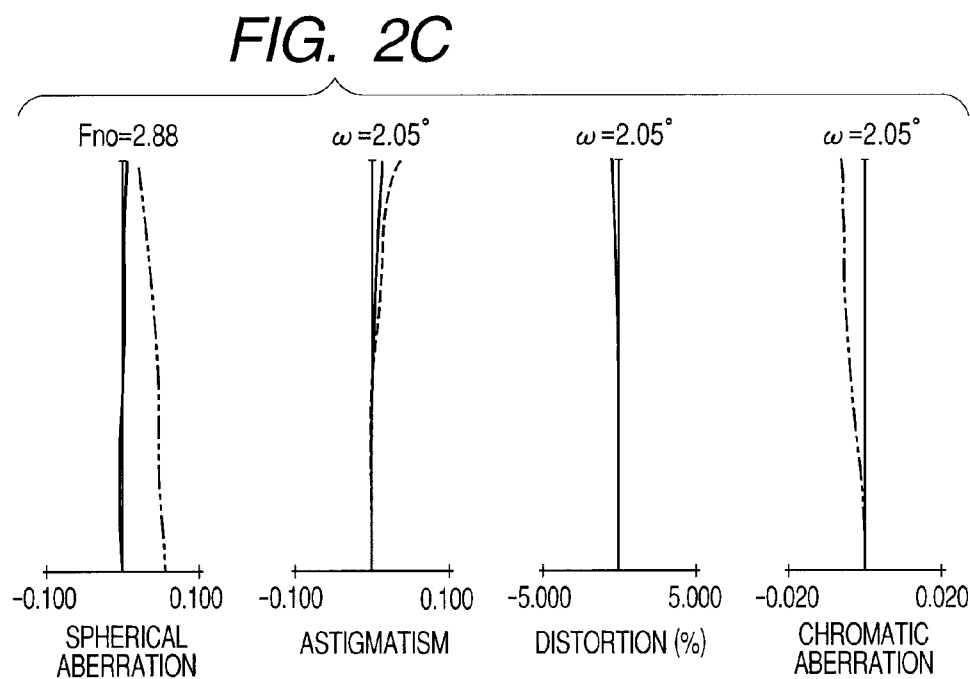 FIG. 2C
Fno=2.88
ω=2.05°
ω=2.05°
ω=2.05°
-0.100 0.100
-0.100 0.100
-5.000 5.000
-0.020 0.020
SPHERICAL
ABERRATION
ASTIGMATISM
DISTORTION (%)
CHROMATIC
ABERRATION